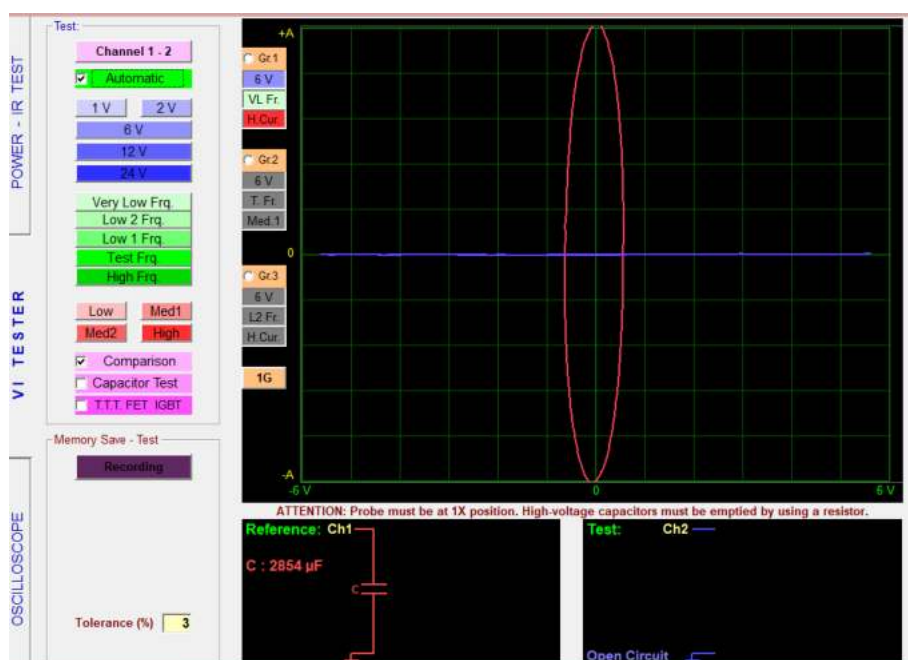 POWER - IR TEST
VI TESTER
OSCILLOSCOPE
Test:
Channel 1 - 2
Automatic
1 V
2 V
6 V
12 V
24 V
Very Low Frq.
Low 2 Frq.
Low 1 Frq.
Test Frq.
High Frq.
Low
Med1
Med2
High
Comparison
Capacitor Test
T.T.T. FET IGBT
Memory Save - Test
Recording
Tolerance (%) 3
Gr.1
6 V
VL Fr.
H.Cur.
Gr.2
6 V
T. Fr.
Med.1
Gr.3
6 V
L2 Fr.
H.Cur.
1G
+A
0
-A
-6 V
0
6 V
ATTENTION: Probe must be at 1X position. High-voltage capacitors must be emptied by using a resistor.
Reference: Ch1
C : 2854 µF
C
Test: Ch2
Open Circuit